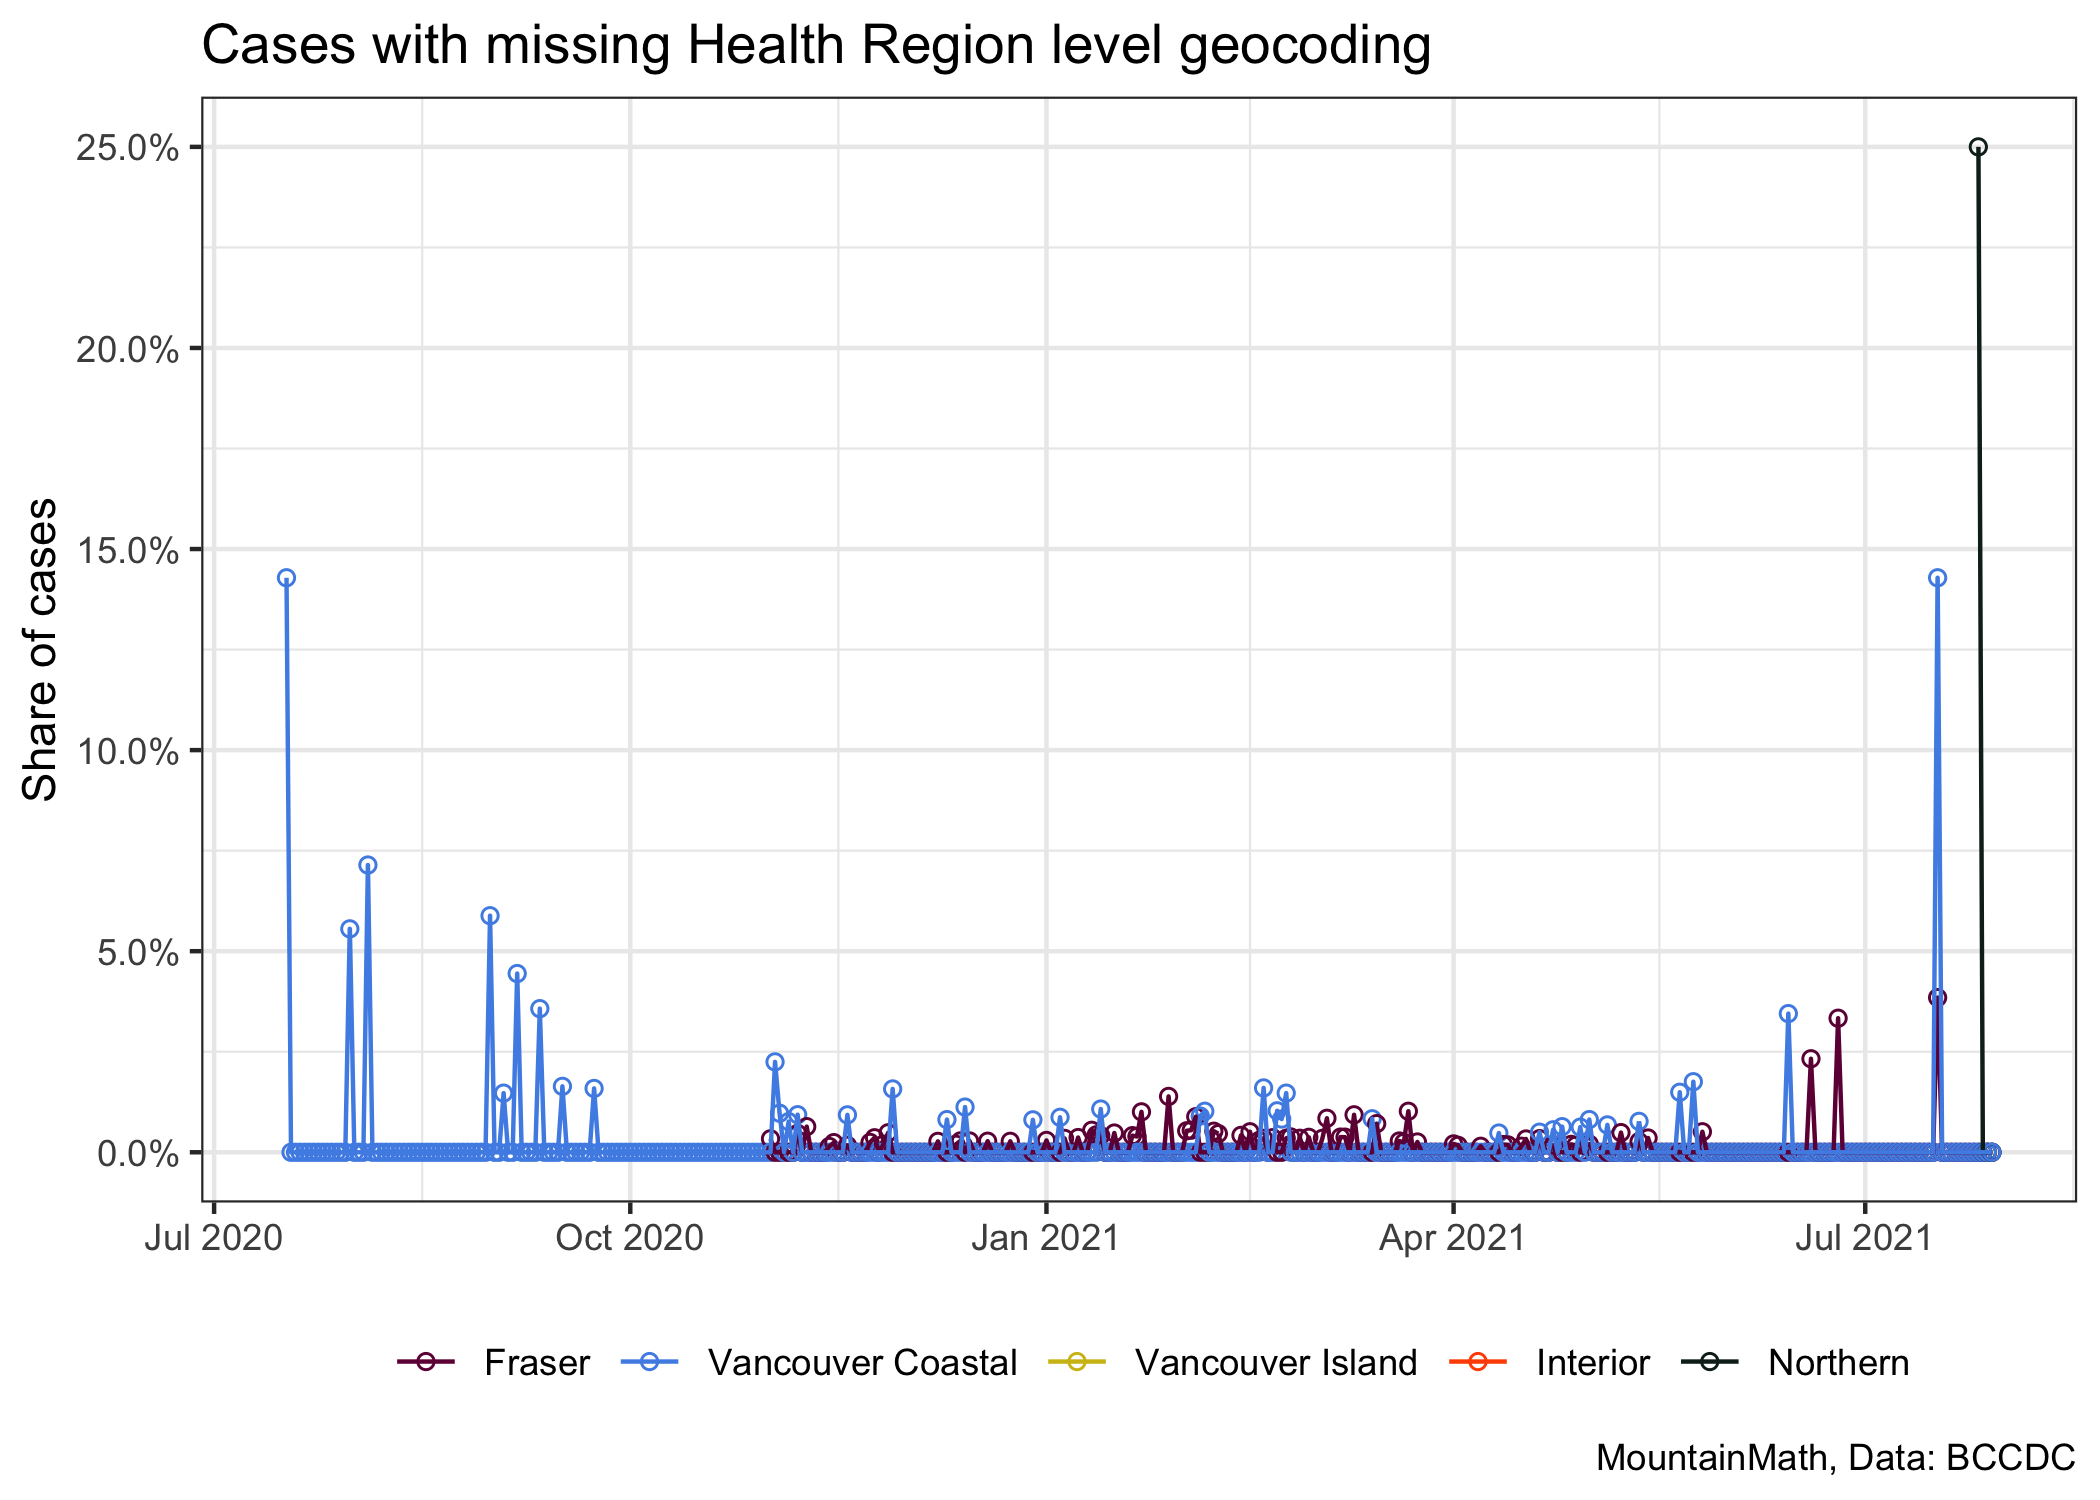 Cases with missing Health Region level geocoding
Share of cases
25.0%
20.0%
15.0%
10.0%
5.0%
0.0%
Jul 2020 Oct 2020 Jan 2021 Apr 2021 Jul 2021
Fraser Vancouver Coastal Vancouver Island Interior Northern
MountainMath, Data: BCCDC